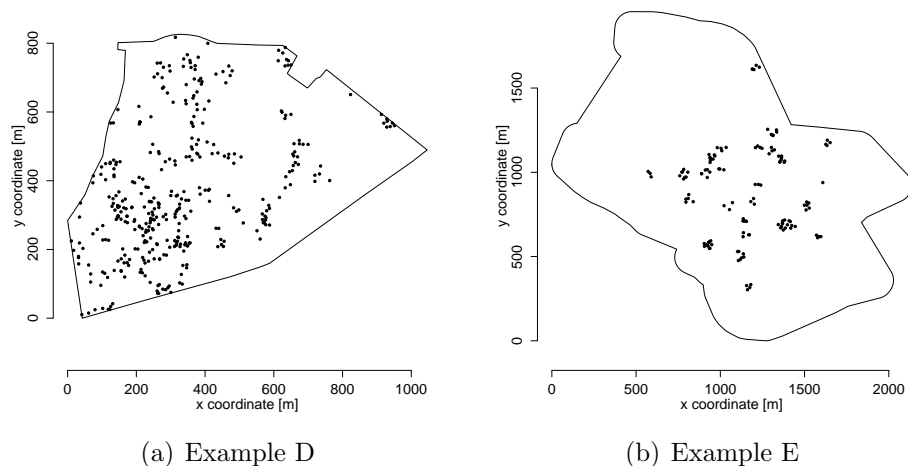 800
600
400
200
0
y coordinate [m]
0 200 400 600 800 1000
x coordinate [m]
(a) Example D
1500
1000
500
0
y coordinate [m]
0 500 1000 1500 2000
x coordinate [m]
(b) Example E